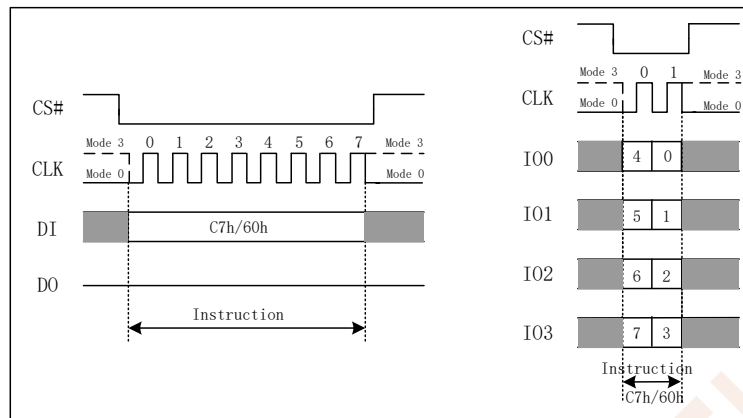 CS#
Mode 3 0 1 2 3 4 5 6 7 Mode 3
CLK
Mode 0 Mode 0
DI C7h/60h
DO
Instruction
CS#
Mode 3 0 1 Mode 3
CLK
Mode 0 Mode 0
IO0 4 0
IO1 5 1
IO2 6 2
IO3 7 3
Instruction
C7h/60h